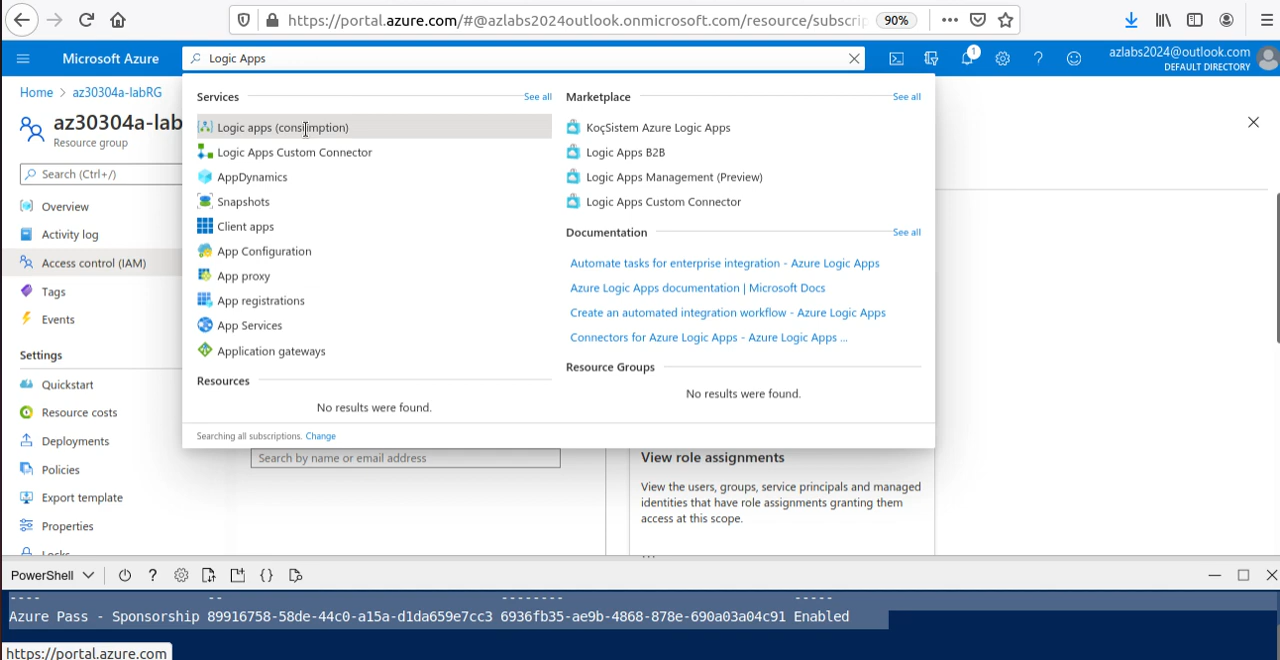 https://portal.azure.com/#@azlabs2024outlook.onmicrosoft.com/resource/subscrip
90%
Microsoft Azure
Logic Apps
1
azlabs2024@outlook.com
DEFAULT DIRECTORY
Home > az30304a-labRG
az30304a-lab
Resource group
Search (Ctrl+/)
Overview
Activity log
Access control (IAM)
Tags
Events
Settings
Quickstart
Resource costs
Deployments
Policies
Export template
Properties
Locks
Services
See all
Logic apps (consumption)
Logic Apps Custom Connector
AppDynamics
Snapshots
Client apps
App Configuration
App proxy
App registrations
App Services
Application gateways
Resources
No results were found.
Searching all subscriptions. Change
Marketplace
See all
KoçSistem Azure Logic Apps
Logic Apps B2B
Logic Apps Management (Preview)
Logic Apps Custom Connector
Documentation
See all
Automate tasks for enterprise integration - Azure Logic Apps
Azure Logic Apps documentation | Microsoft Docs
Create an automated integration workflow - Azure Logic Apps
Connectors for Azure Logic Apps - Azure Logic Apps ...
Resource Groups
No results were found.
Search by name or email address
View role assignments
View the users, groups, service principals and managed
identities that have role assignments granting them
access at this scope.
PowerShell
---- -- -------- -----
Azure Pass - Sponsorship 89916758-58de-44c0-a15a-d1da659e7cc3 6936fb35-ae9b-4868-878e-690a03a04c91 Enabled
https://portal.azure.com